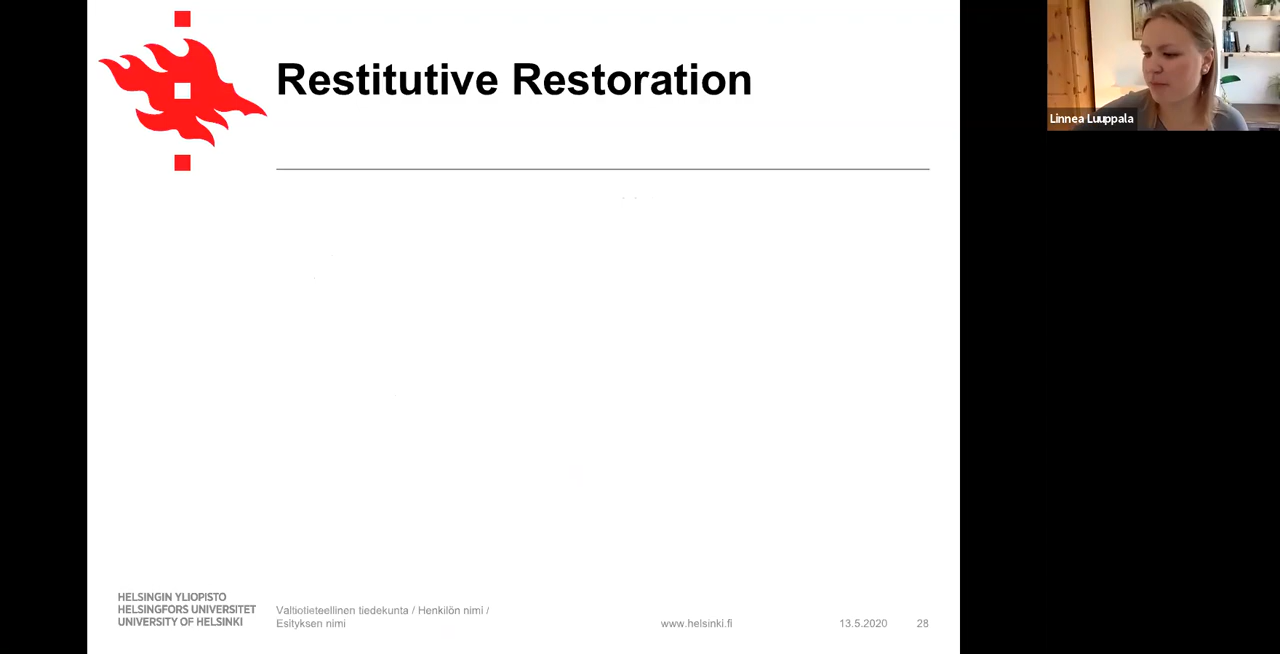 Restitutive Restoration
Linnea Luuppala
HELSINGIN YLIOPISTO
HELSINGFORS UNIVERSITET
UNIVERSITY OF HELSINKI
Valtiotieteellinen tiedekunta / Henkilön nimi /
Esityksen nimi
www.helsinki.fi
13.5.2020
28